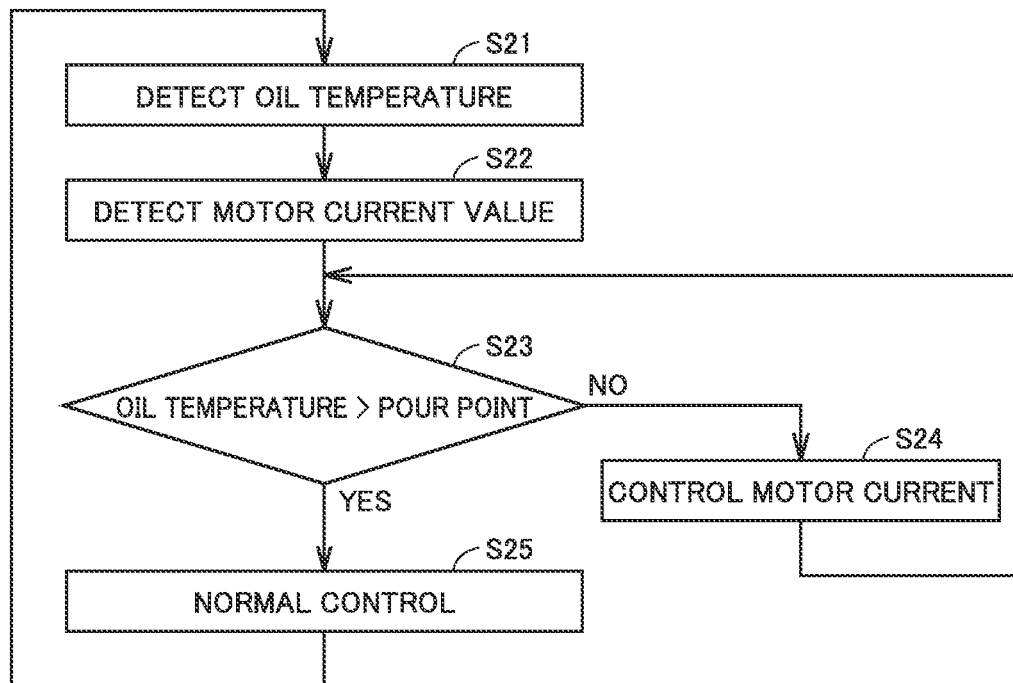 S21
DETECT OIL TEMPERATURE
S22
DETECT MOTOR CURRENT VALUE
S23
OIL TEMPERATURE > POUR POINT
NO
S24
CONTROL MOTOR CURRENT
YES
S25
NORMAL CONTROL